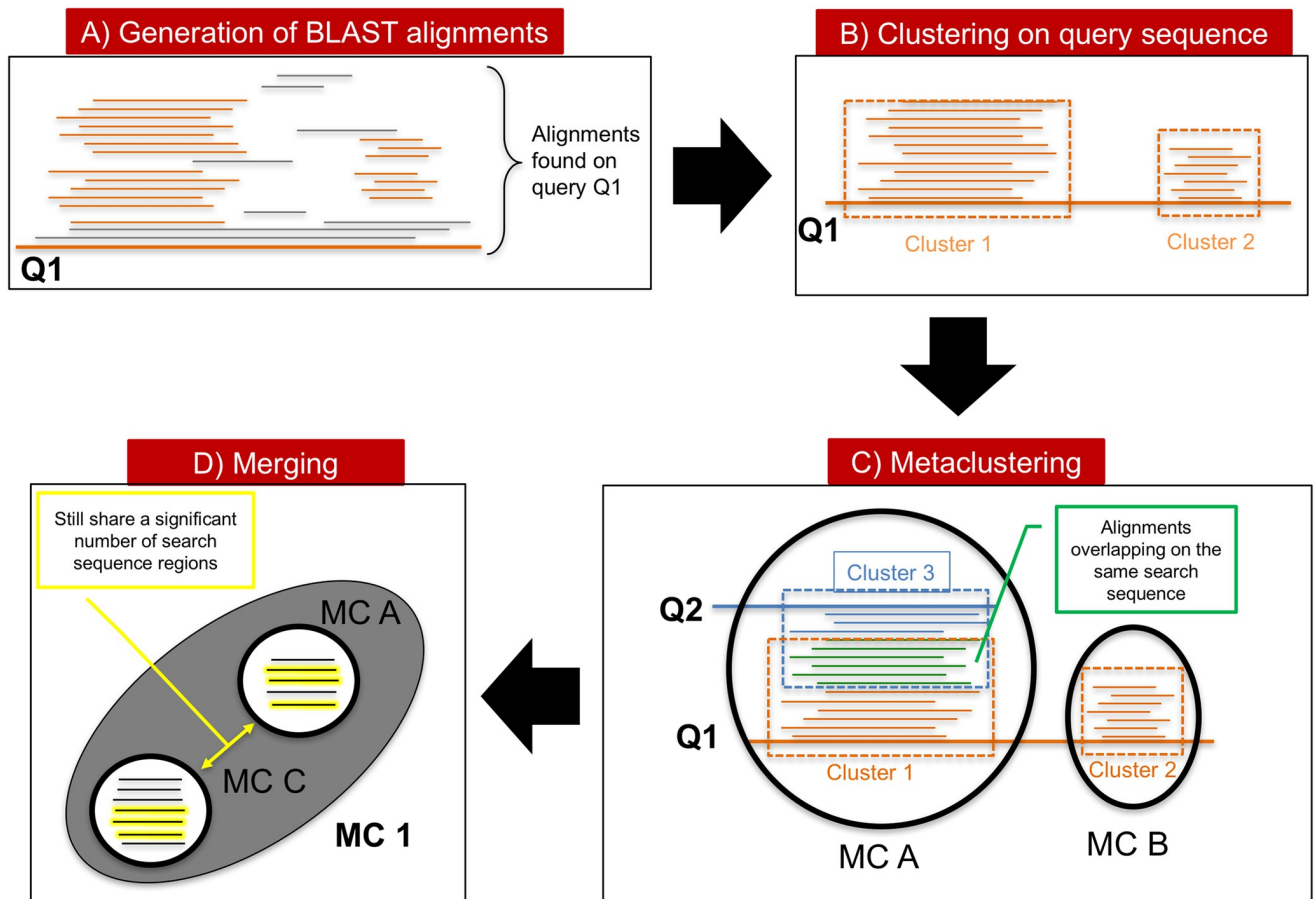 A) Generation of BLAST alignments
Alignments
found on
query Q1
Q1
B) Clustering on query sequence
Q1
Cluster 1
Cluster 2
D) Merging
Still share a significant
number of search
sequence regions
MC A
MC C
MC 1
C) Metaclustering
Alignments
overlapping on the
same search
sequence
Cluster 3
Q2
Q1
Cluster 1
Cluster 2
MC A
MC B